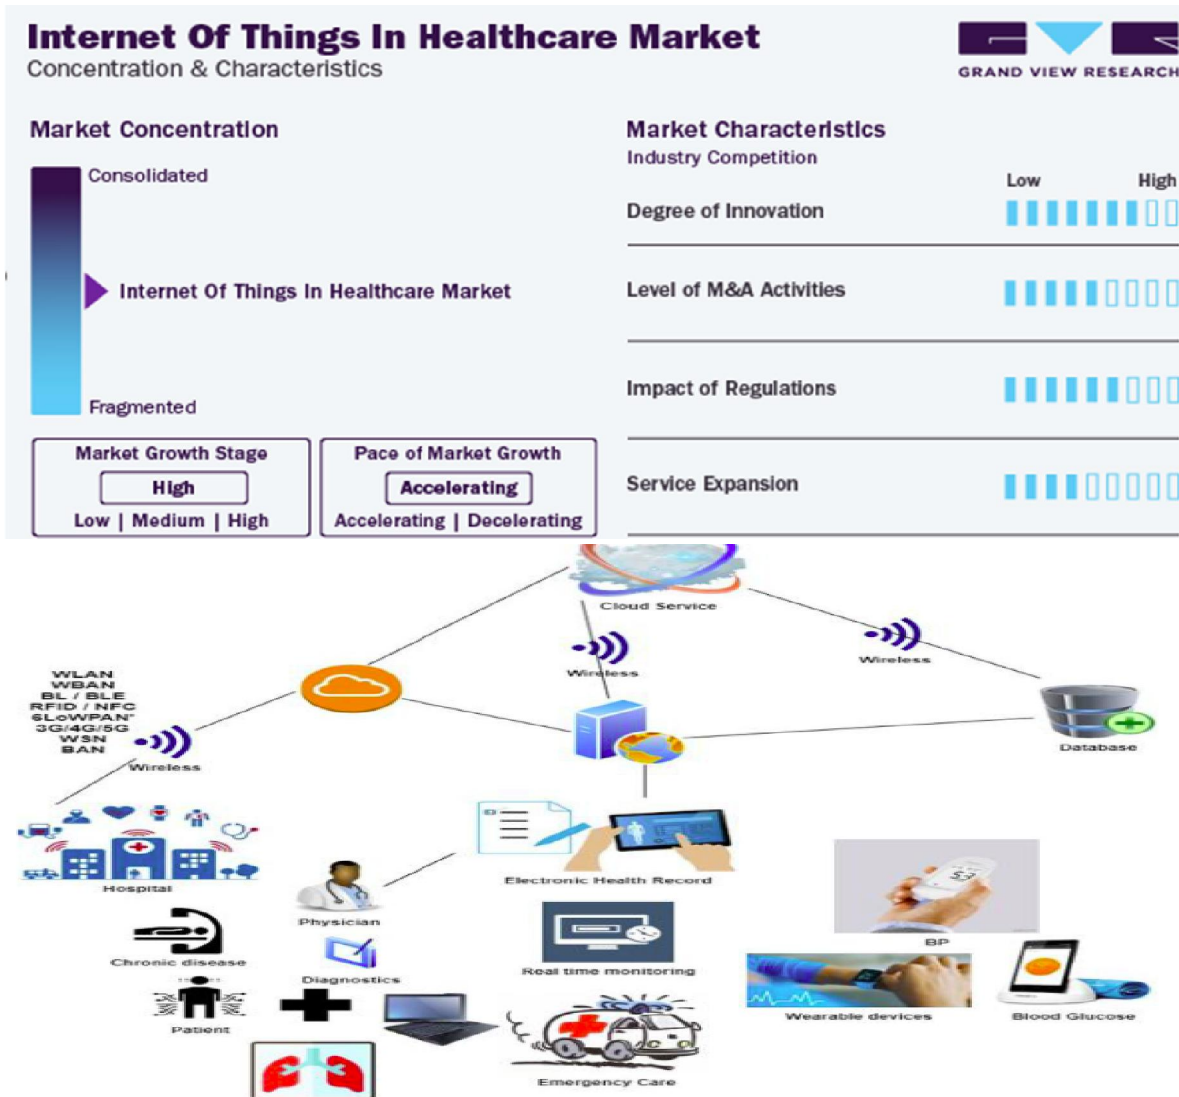 Internet Of Things In Healthcare Market
Concentration & Characteristics
GRAND VIEW RESEARCH
Market Concentration
Consolidated
Internet Of Things In Healthcare Market
Fragmented
Market Growth Stage
High
Low | Medium | High
Pace of Market Growth
Accelerating
Accelerating | Decelerating
Market Characteristics
Industry Competition
Low High
Degree of Innovation
Level of M&A Activities
Impact of Regulations
Service Expansion
Cloud Service
Wireless
Wireless
WLAN
WBAN
BL / BLE
RFID / NFC
6LoWPAN"
3G/4G/5G
WSN
BAN
Wireless
Database
Hospital
Electronic Health Record
Physician
BP
Chronic disease
Diagnostics
Real time monitoring
Wearable devices
Blood Glucose
Patient
Emergency Care